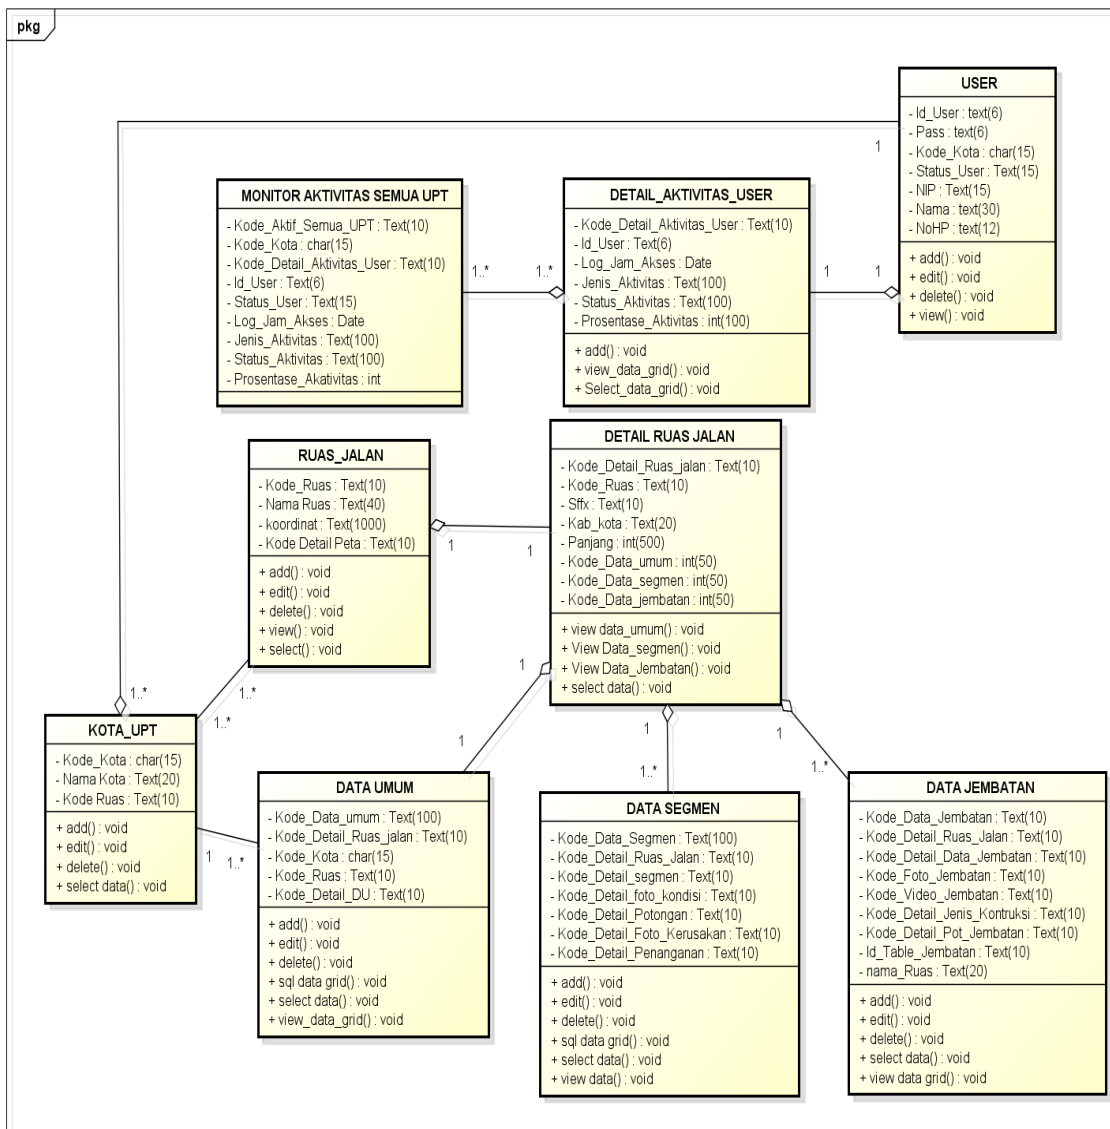 pkg
USER
- Id_User : text(6)
- Pass : text(6)
- Kode_Kota : char(15)
- Status_User : Text(15)
- NIP : Text(15)
- Nama : text(30)
- NoHP : text(12)
+ add() : void
+ edit() : void
+ delete() : void
+ view() : void
1
MONITOR AKTIVITAS SEMUA UPT
- Kode_Aktif_Semua_UPT : Text(10)
- Kode_Kota : char(15)
- Kode_Detail_Aktivitas_User : Text(10)
- Id_User : Text(6)
- Status_User : Text(15)
- Log_Jam_Akses : Date
- Jenis_Aktivitas : Text(100)
- Status_Aktivitas : Text(100)
- Prosentase_Akativitas : int
1..*
1..*
DETAIL_AKTIVITAS_USER
- Kode_Detail_Aktivitas_User : Text(10)
- Id_User : Text(6)
- Log_Jam_Akses : Date
- Jenis_Aktivitas : Text(100)
- Status_Aktivitas : Text(100)
- Prosentase_Aktivitas : int(100)
+ add() : void
+ view_data_grid() : void
+ Select_data_grid() : void
1
1
RUAS_JALAN
- Kode_Ruas : Text(10)
- Nama Ruas : Text(40)
- koordinat : Text(1000)
- Kode Detail Peta : Text(10)
+ add() : void
+ edit() : void
+ delete() : void
+ view() : void
+ select() : void
1
1
DETAIL RUAS JALAN
- Kode_Detail_Ruas_jalan : Text(10)
- Kode_Ruas : Text(10)
- Sffx : Text(10)
- Kab_kota : Text(20)
- Panjang : int(500)
- Kode_Data_umum : int(50)
- Kode_Data_segmen : int(50)
- Kode_Data_jembatan : int(50)
+ view data_umum() : void
+ View Data_segmen() : void
+ View Data_Jembatan() : void
+ select data() : void
1..*
1..*
1..*
1
1
1
1..*
1
1..*
KOTA_UPT
- Kode_Kota : char(15)
- Nama Kota : Text(20)
- Kode Ruas : Text(10)
+ add() : void
+ edit() : void
+ delete() : void
+ select data() : void
1
1..*
DATA UMUM
- Kode_Data_umum : Text(100)
- Kode_Detail_Ruas_jalan : Text(10)
- Kode_Kota : char(15)
- Kode_Ruas : Text(10)
- Kode_Detail_DU : Text(10)
+ add() : void
+ edit() : void
+ delete() : void
+ sql data grid() : void
+ select data() : void
+ view_data_grid() : void
DATA SEGMEN
- Kode_Data_Segmen : Text(100)
- Kode_Detail_Ruas_Jalan : Text(10)
- Kode_Detail_segmen : Text(10)
- Kode_Detail_foto_kondisi : Text(10)
- Kode_Detail_Potongan : Text(10)
- Kode_Detail_Foto_Kerusakan : Text(10)
- Kode_Detail_Penanganan : Text(10)
+ add() : void
+ edit() : void
+ delete() : void
+ sql data grid() : void
+ select data() : void
+ view data() : void
DATA JEMBATAN
- Kode_Data_Jembatan : Text(10)
- Kode_Detail_Ruas_Jalan : Text(10)
- Kode_Detail_Data_Jembatan : Text(10)
- Kode_Foto_Jembatan : Text(10)
- Kode_Video_Jembatan : Text(10)
- Kode_Detail_Jenis_Kontruksi : Text(10)
- Kode_Detail_Pot_Jembatan : Text(10)
- Id_Table_Jembatan : Text(10)
- nama_Ruas : Text(20)
+ add() : void
+ edit() : void
+ delete() : void
+ select data() : void
+ view data grid() : void